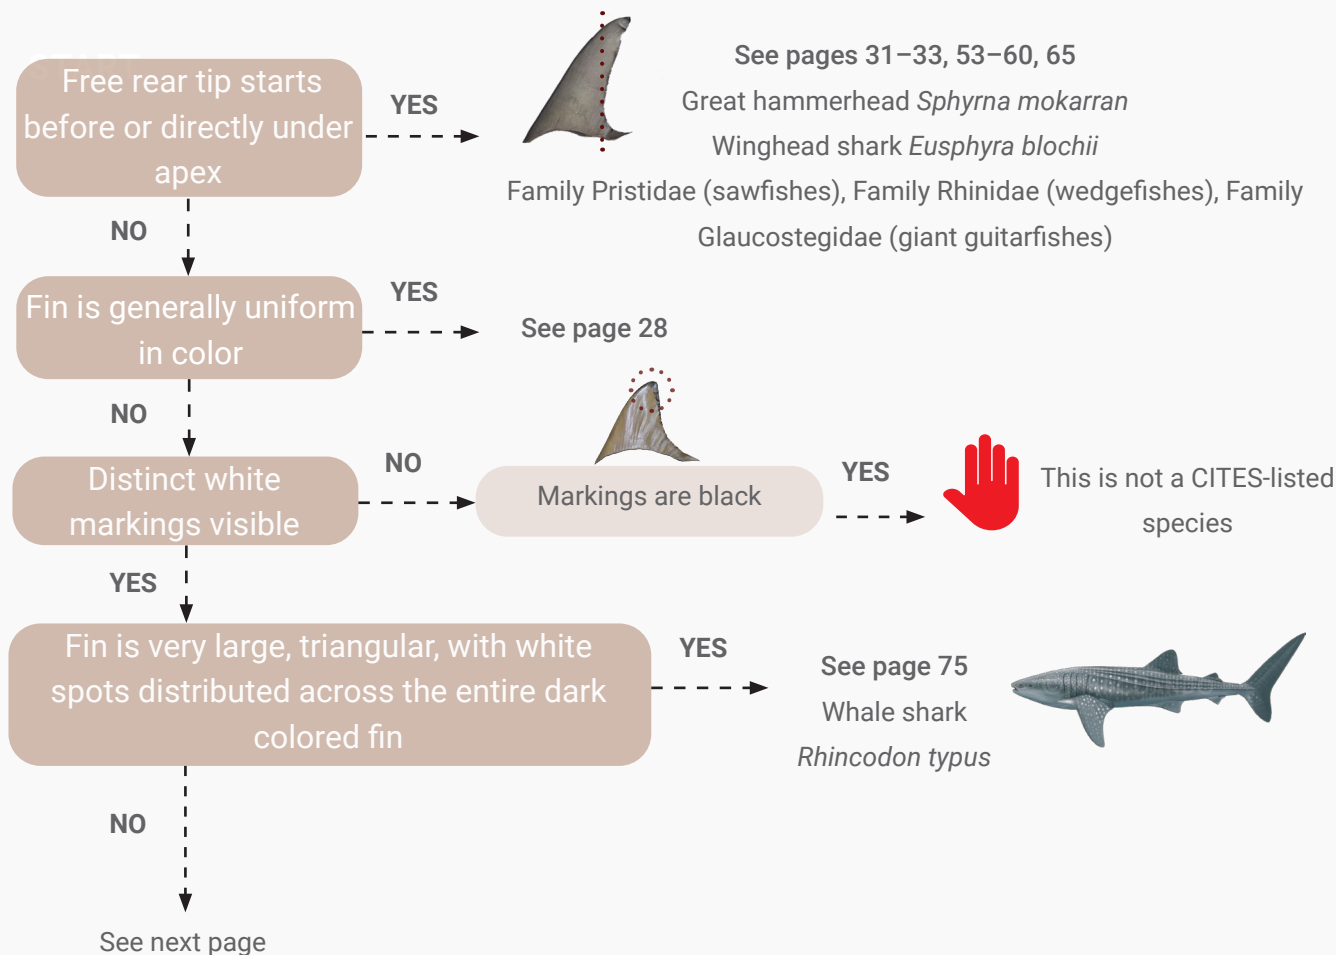 START
Free rear tip starts
before or directly under
apex
YES
See pages 31–33, 53–60, 65
Great hammerhead Sphyrna mokarran
Winghead shark Eusphyra blochii
Family Pristidae (sawfishes), Family Rhinidae (wedgefishes), Family
Glaucostegidae (giant guitarfishes)
NO
Fin is generally uniform
in color
YES
See page 28
NO
Distinct white
markings visible
NO
Markings are black
YES
This is not a CITES-listed
species
YES
Fin is very large, triangular, with white
spots distributed across the entire dark
colored fin
YES
See page 75
Whale shark
Rhincodon typus
NO
See next page